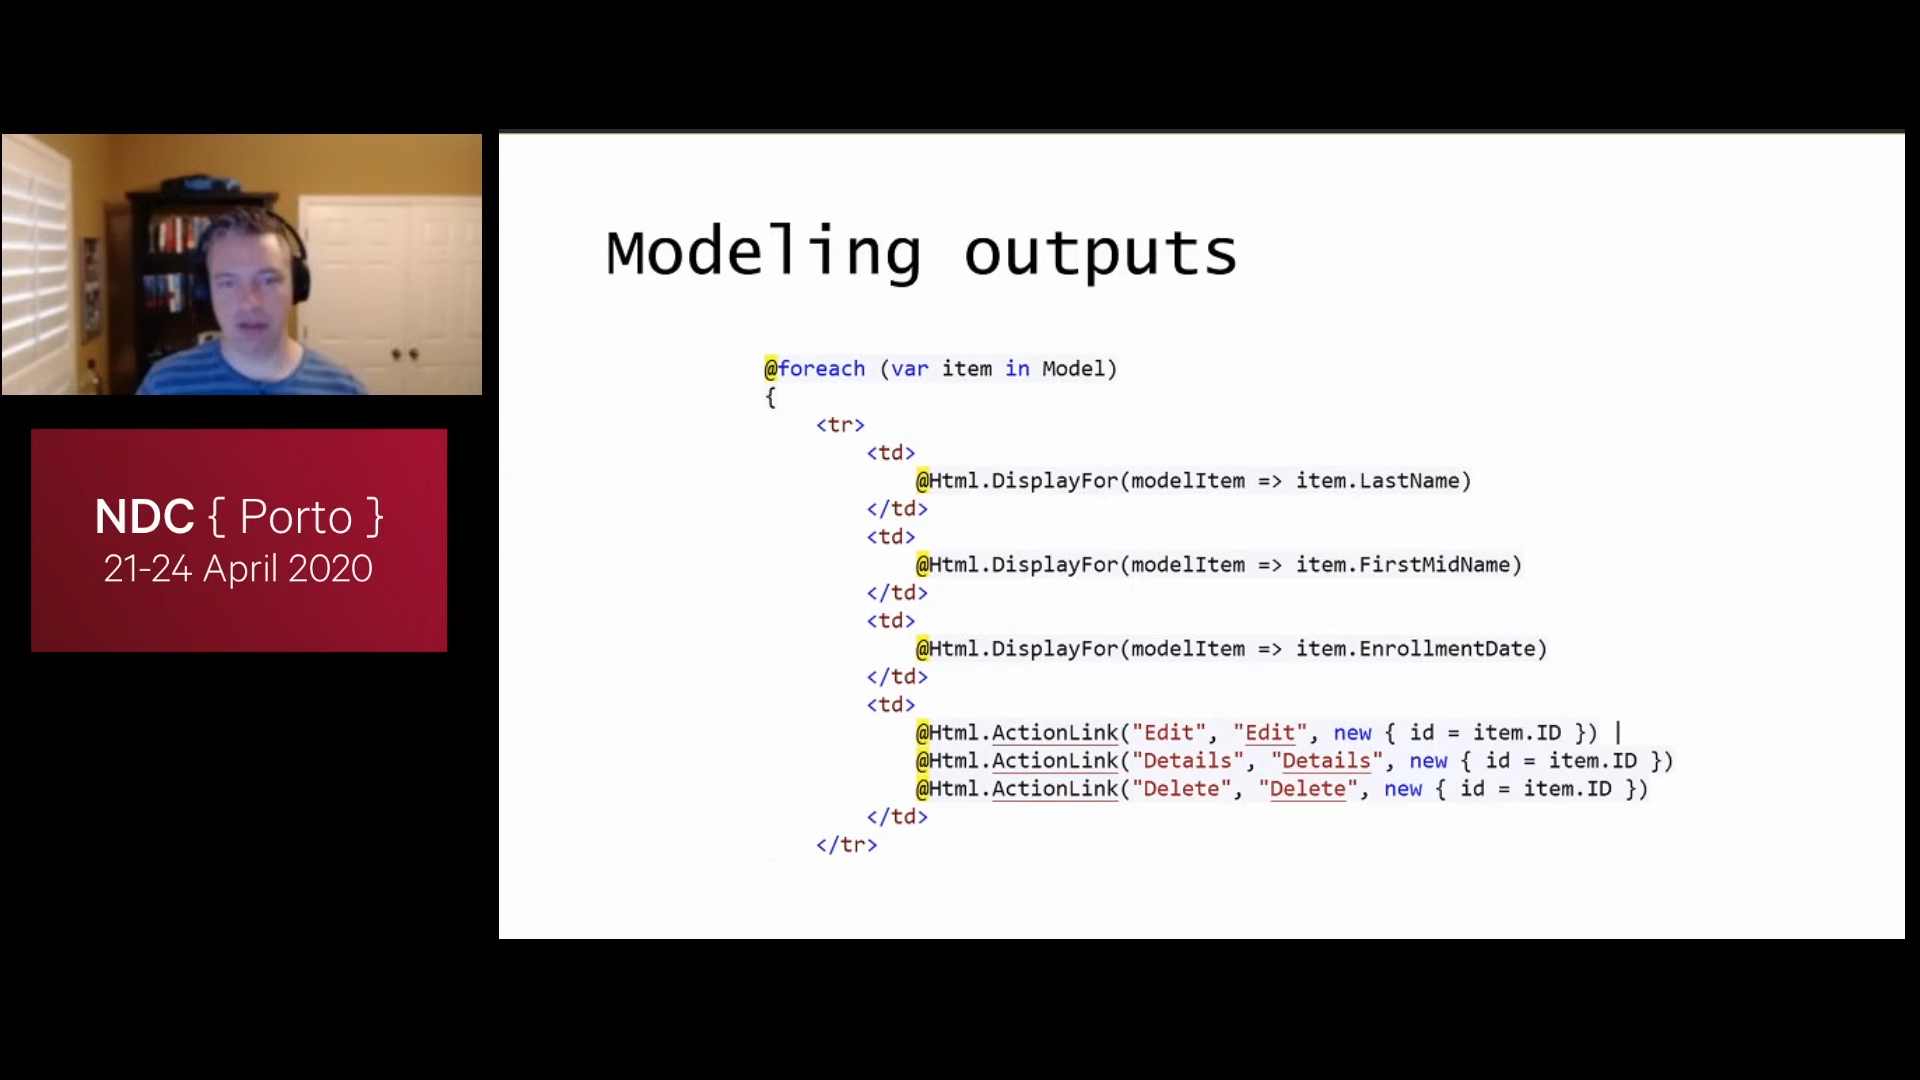 NDC { Porto }
21-24 April 2020
Modeling outputs
@foreach (var item in Model)
{
<tr>
<td>
@Html.DisplayFor(modelItem => item.LastName)
</td>
<td>
@Html.DisplayFor(modelItem => item.FirstMidName)
</td>
<td>
@Html.DisplayFor(modelItem => item.EnrollmentDate)
</td>
<td>
@Html.ActionLink("Edit", "Edit", new { id = item.ID }) |
@Html.ActionLink("Details", "Details", new { id = item.ID })
@Html.ActionLink("Delete", "Delete", new { id = item.ID })
</td>
</tr>